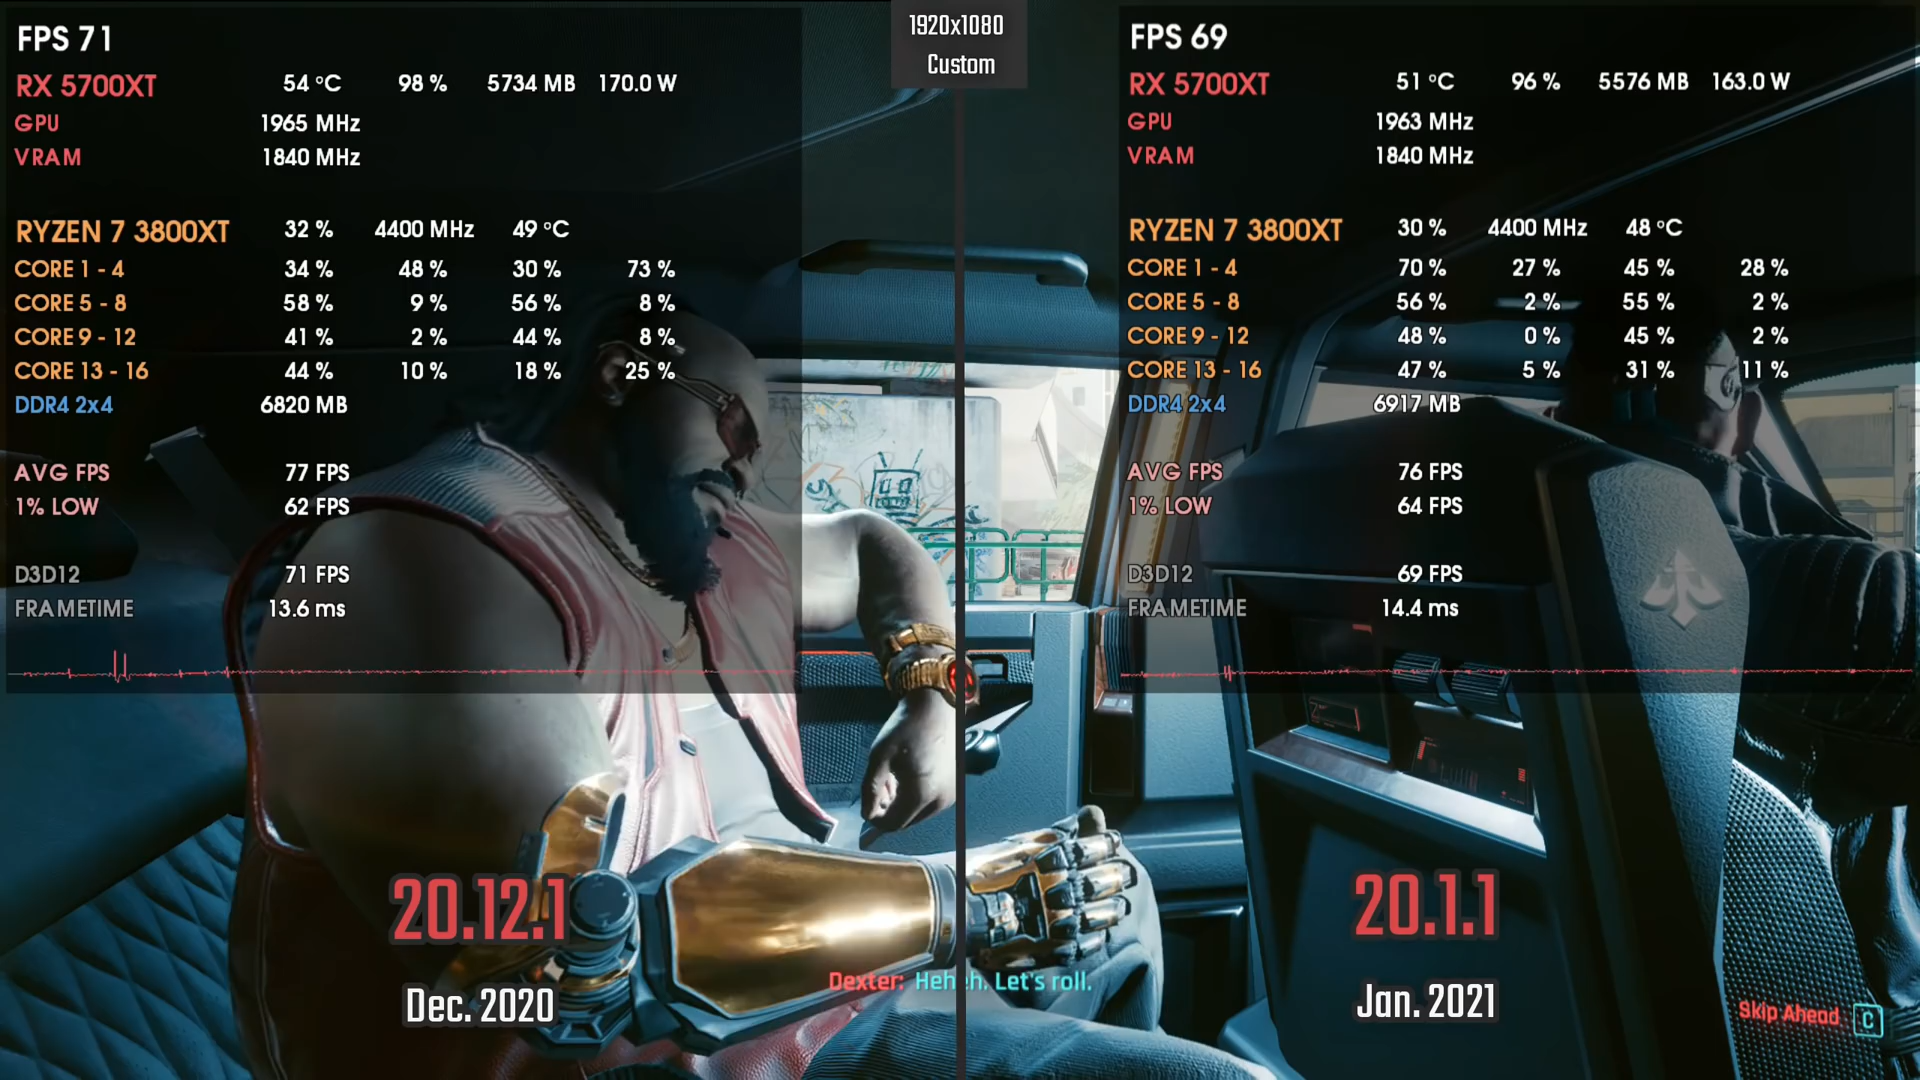 1920x1080
Custom
FPS 71
RX 5700XT 54 °C 98 % 5734 MB 170.0 W
GPU 1965 MHz
VRAM 1840 MHz
RYZEN 7 3800XT 32 % 4400 MHz 49 °C
CORE 1 - 4 34 % 48 % 30 % 73 %
CORE 5 - 8 58 % 9 % 56 % 8 %
CORE 9 - 12 41 % 2 % 44 % 8 %
CORE 13 - 16 44 % 10 % 18 % 25 %
DDR4 2x4 6820 MB
AVG FPS 77 FPS
1% LOW 62 FPS
D3D12 71 FPS
FRAMETIME 13.6 ms
20.12.1
Dec. 2020
FPS 69
RX 5700XT 51 °C 96 % 5576 MB 163.0 W
GPU 1963 MHz
VRAM 1840 MHz
RYZEN 7 3800XT 30 % 4400 MHz 48 °C
CORE 1 - 4 70 % 27 % 45 % 28 %
CORE 5 - 8 56 % 2 % 55 % 2 %
CORE 9 - 12 48 % 0 % 45 % 2 %
CORE 13 - 16 47 % 5 % 31 % 11 %
DDR4 2x4 6917 MB
AVG FPS 76 FPS
1% LOW 64 FPS
D3D12 69 FPS
FRAMETIME 14.4 ms
20.1.1
Jan. 2021
Dexter: Let's roll.
Skip Ahead C